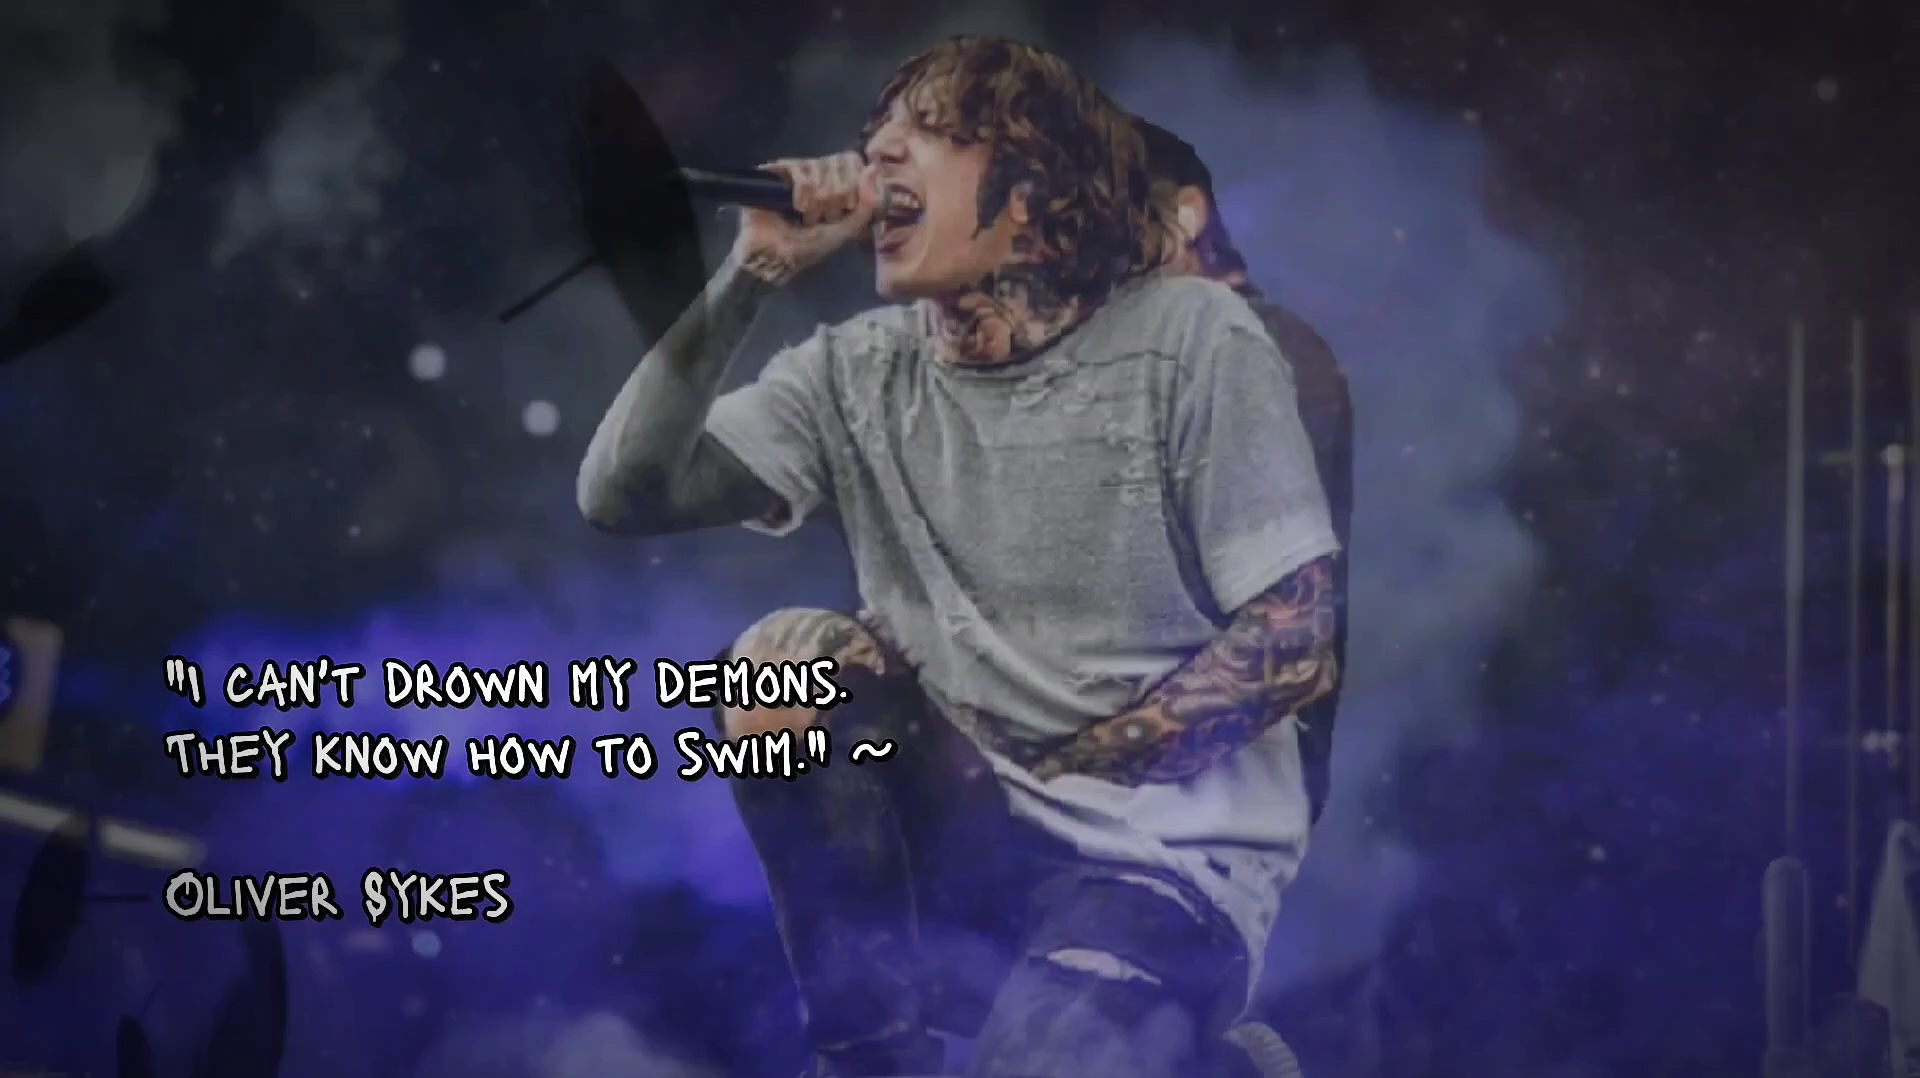 "I CAN'T DROWN MY DEMONS.
THEY KNOW HOW TO SWIM." ~
OLIVER SYKES